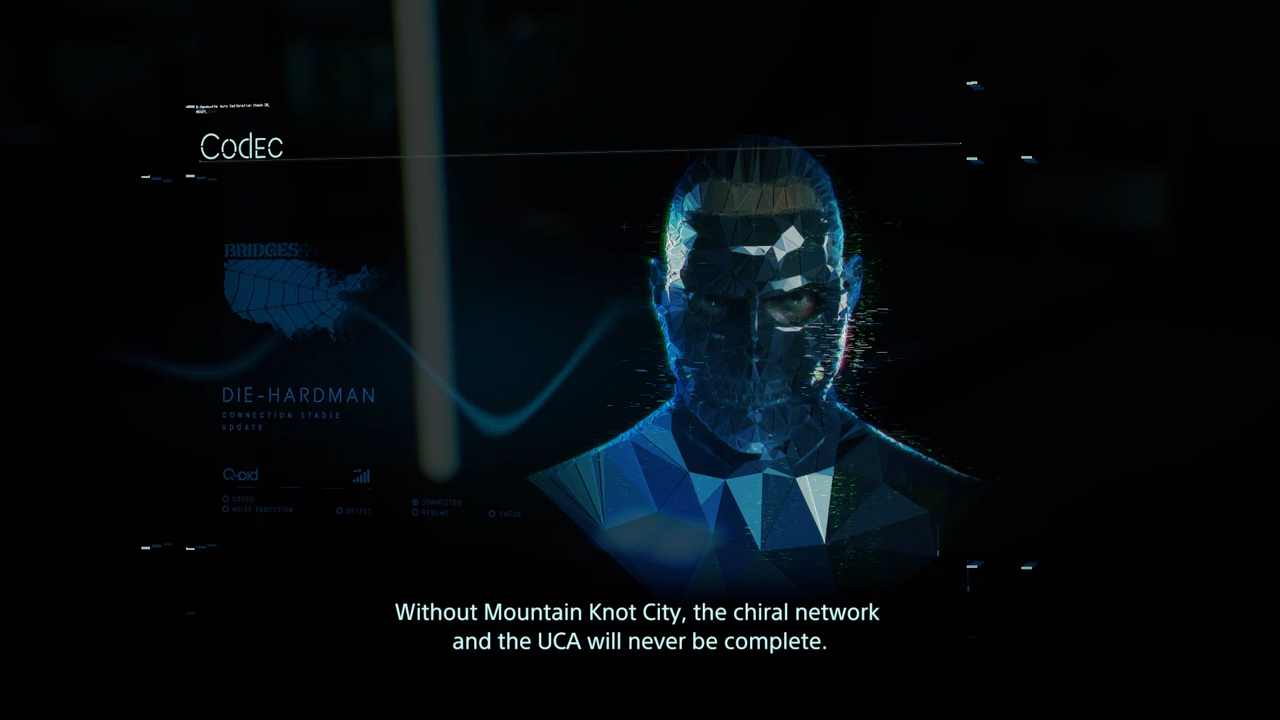 Codec
BRIDGES
DIE-HARDMAN
CONNECTION STABLE
UPDATE
Q-pid
CODEC
NOISE REDUCTION
DETECT
CONNECTED
RESUME
CHECK
Without Mountain Knot City, the chiral network
and the UCA will never be complete.